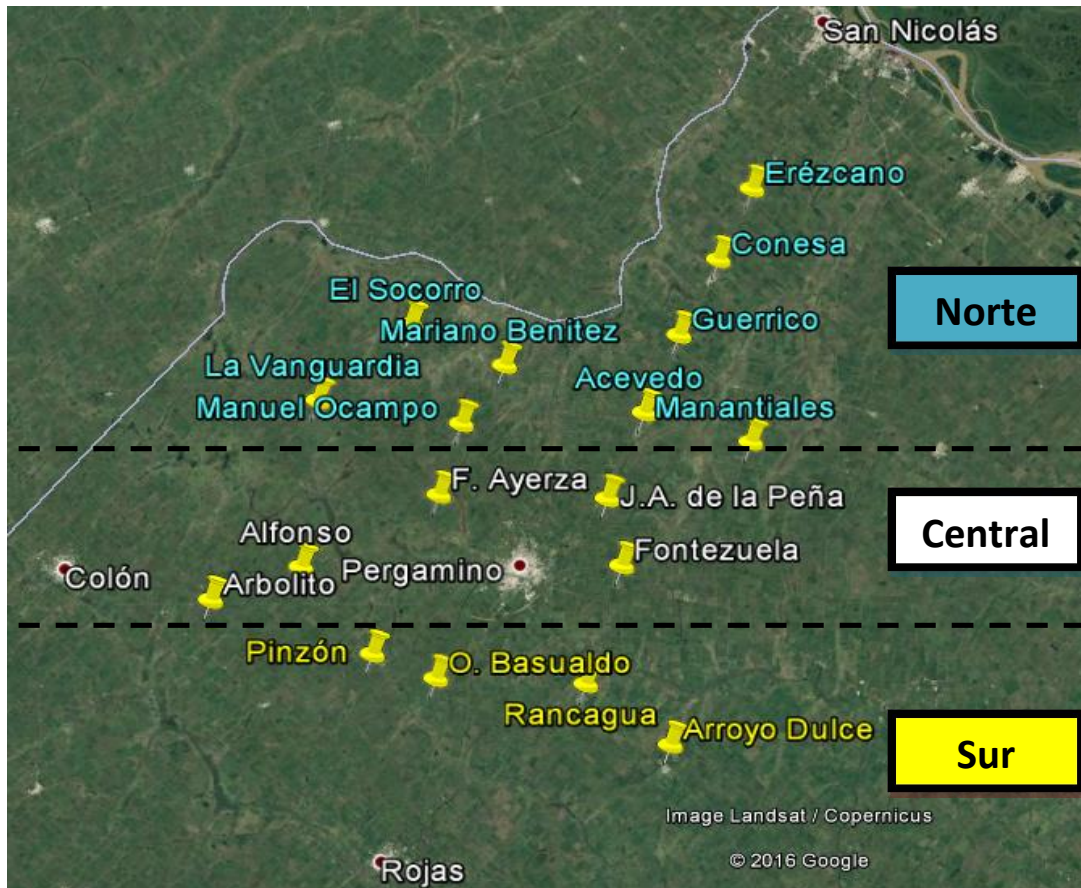 San Nicolás
Erézcano
Conesa
El Socorro
Norte
Mariano Benitez
Guerrico
La Vanguardia
Acevedo
Manuel Ocampo
Manantiales
F. Ayerza
J.A. de la Peña
Alfonso
Central
Fontezuela
Colón
Arbolito
Pergamino
Pinzón
O. Basualdo
Rancagua
Arroyo Dulce
Sur
Image Landsat / Copernicus
© 2016 Google
Rojas